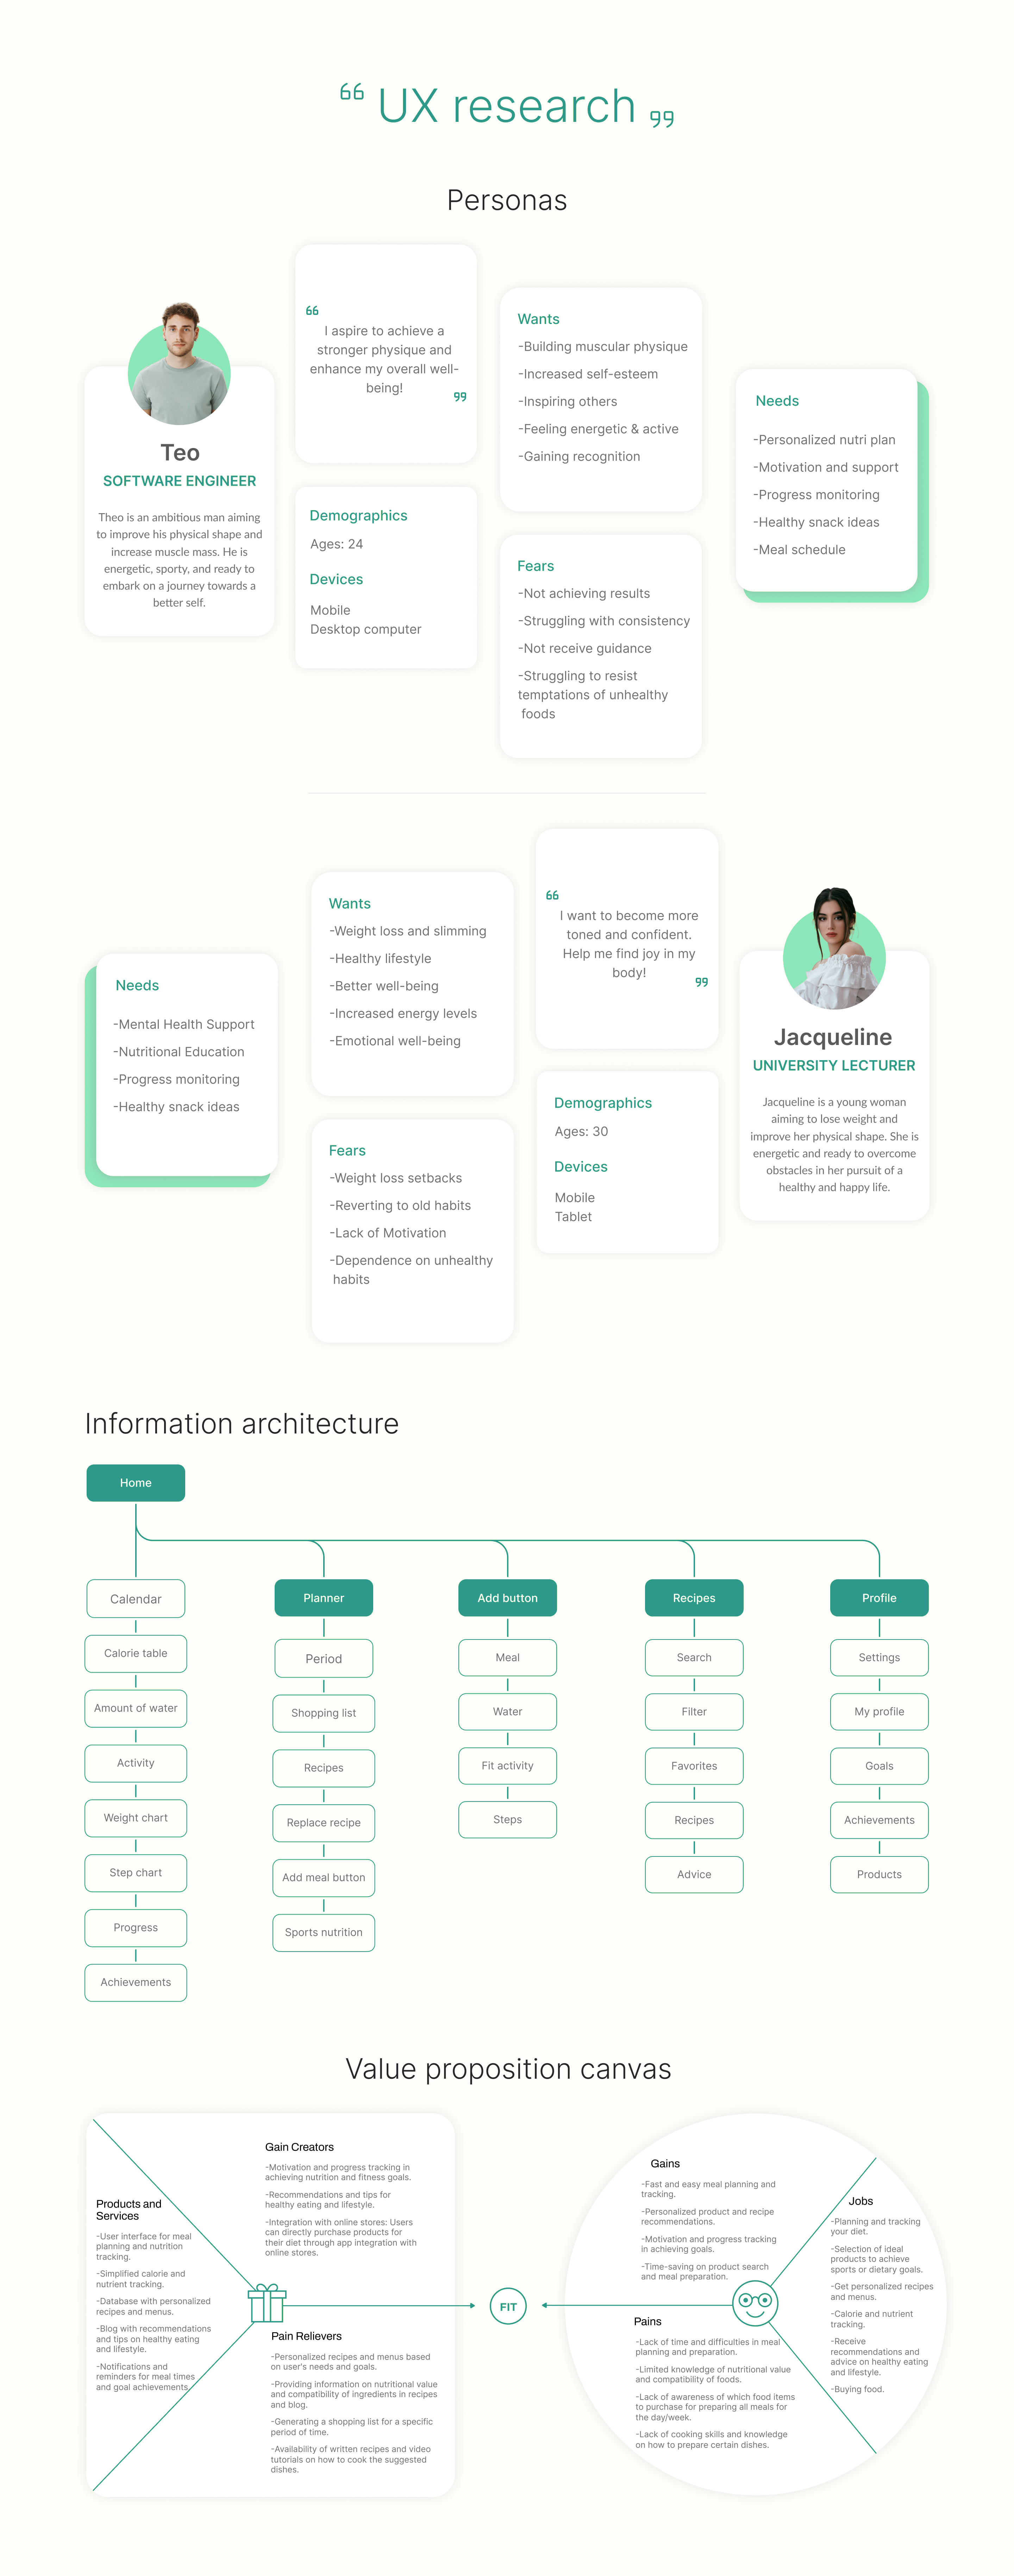 UX research
Personas
Teo
SOFTWARE ENGINEER
Theo is an ambitious man aiming
to improve his physical shape and
increase muscle mass. He is
energetic, sporty, and ready to
embark on a journey towards a
better self.
I aspire to achieve a
stronger physique and
enhance my overall well-
being!
Demographics
Ages: 24
Devices
Mobile
Desktop computer
Wants
-Building muscular physique
-Increased self-esteem
-Inspiring others
-Feeling energetic & active
-Gaining recognition
Fears
-Not achieving results
-Struggling with consistency
-Not receive guidance
-Struggling to resist
temptations of unhealthy
foods
Needs
-Personalized nutri plan
-Motivation and support
-Progress monitoring
-Healthy snack ideas
-Meal schedule
Needs
-Mental Health Support
-Nutritional Education
-Progress monitoring
-Healthy snack ideas
Wants
-Weight loss and slimming
-Healthy lifestyle
-Better well-being
-Increased energy levels
-Emotional well-being
Fears
-Weight loss setbacks
-Reverting to old habits
-Lack of Motivation
-Dependence on unhealthy
habits
I want to become more
toned and confident.
Help me find joy in my
body!
Demographics
Ages: 30
Devices
Mobile
Tablet
Jacqueline
UNIVERSITY LECTURER
Jacqueline is a young woman
aiming to lose weight and
improve her physical shape. She is
energetic and ready to overcome
obstacles in her pursuit of a
healthy and happy life.
Information architecture
Home
Calendar
Calorie table
Amount of water
Activity
Weight chart
Step chart
Progress
Achievements
Planner
Period
Shopping list
Recipes
Replace recipe
Add meal button
Sports nutrition
Add button
Meal
Water
Fit activity
Steps
Recipes
Search
Filter
Favorites
Recipes
Advice
Profile
Settings
My profile
Goals
Achievements
Products
Value proposition canvas
Products and
Services
-User interface for meal
planning and nutrition
tracking.
-Simplified calorie and
nutrient tracking.
-Database with personalized
recipes and menus.
-Blog with recommendations
and tips on healthy eating
and lifestyle.
-Notifications and
reminders for meal times
and goal achievements.
Gain Creators
-Motivation and progress tracking in
achieving nutrition and fitness goals.
-Recommendations and tips for
healthy eating and lifestyle.
-Integration with online stores: Users
can directly purchase products for
their diet through app integration with
online stores.
Pain Relievers
-Personalized recipes and menus based
on user's needs and goals.
-Providing information on nutritional value
and compatibility of ingredients in recipes
and blog.
-Generating a shopping list for a specific
period of time.
-Availability of written recipes and video
tutorials on how to cook the suggested
dishes.
FIT
Gains
-Fast and easy meal planning and
tracking.
-Personalized product and recipe
recommendations.
-Motivation and progress tracking
in achieving goals.
-Time-saving on product search
and meal preparation.
Pains
-Lack of time and difficulties in meal
planning and preparation.
-Limited knowledge of nutritional value
and compatibility of foods.
-Lack of awareness of which food items
to purchase for preparing all meals for
the day/week.
-Lack of cooking skills and knowledge
on how to prepare certain dishes.
Jobs
-Planning and tracking
your diet.
-Selection of ideal
products to achieve
sports or dietary goals.
-Get personalized recipes
and menus.
-Calorie and nutrient
tracking.
-Receive
recommendations and
advice on healthy eating
and lifestyle.
-Buying food.